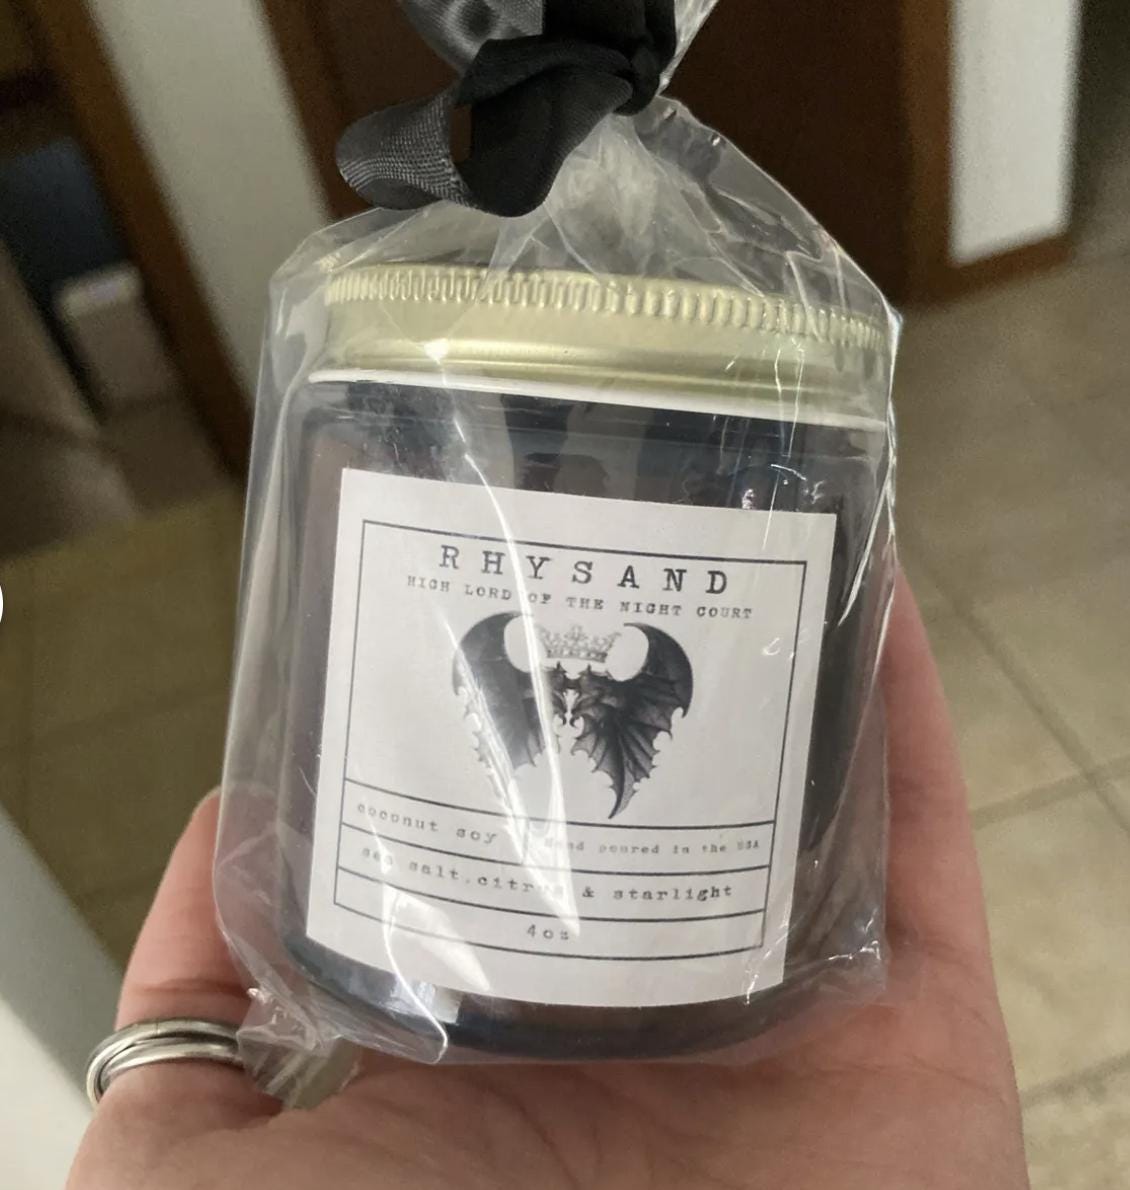 RHYSAND
HIGH LORD OF THE NIGHT COURT
coconut soy
Hand poured in the USA
sea salt, citrus & starlight
4oz